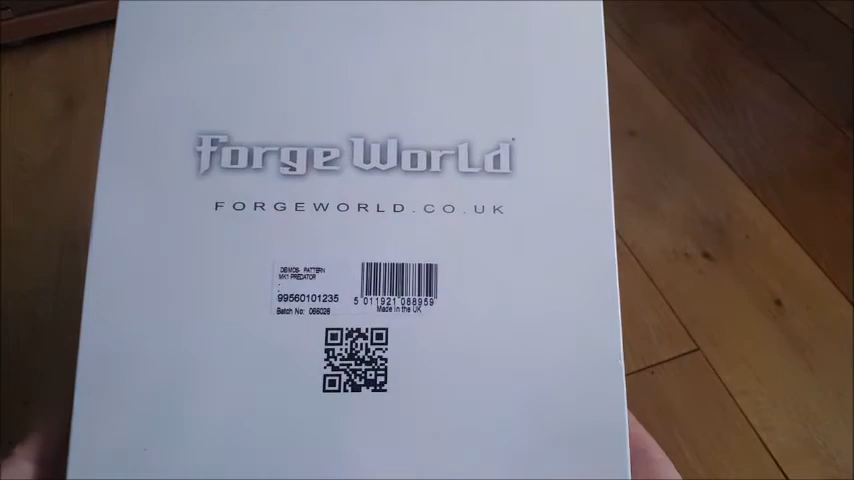 Forge World
FORGEWORLD.CO.UK
DEIMOS- PATTERN
MK1 PREDATOR
99560101235
Batch No: 066026
5 011921 088959
Made in the UK